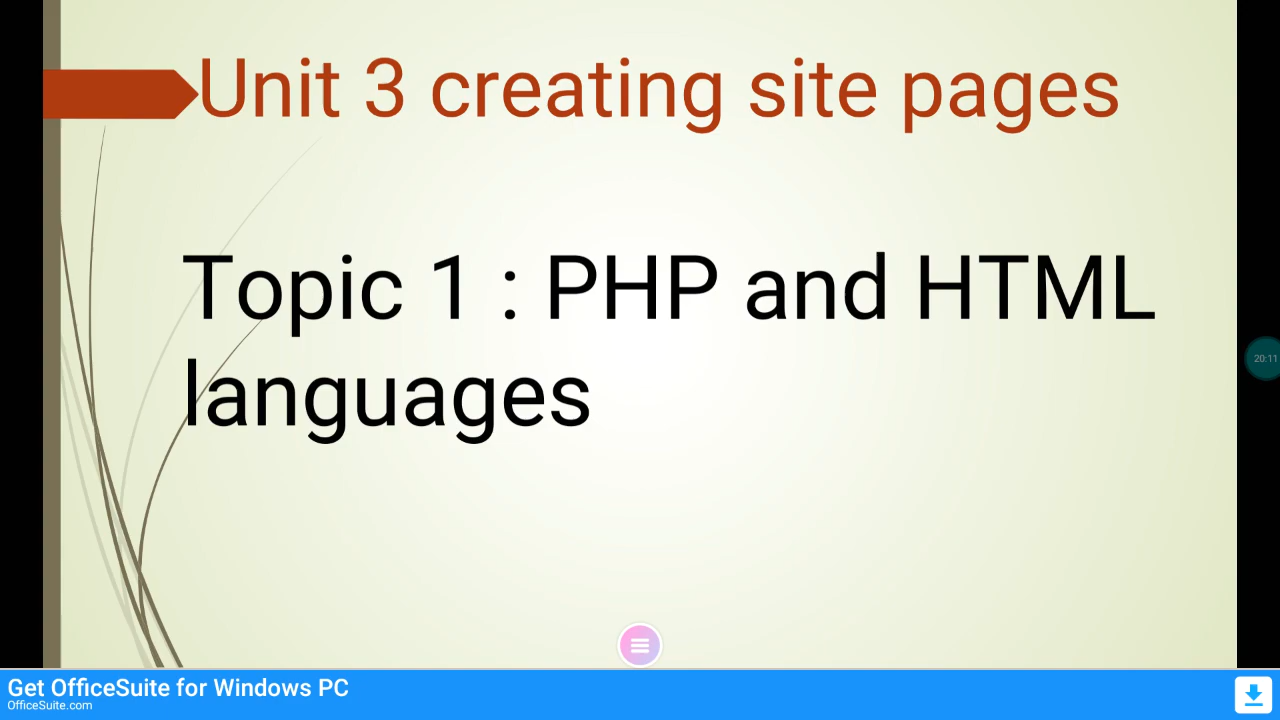 Unit 3 creating site pages
Topic 1 : PHP and HTML
languages
20:11
Get OfficeSuite for Windows PC
OfficeSuite.com